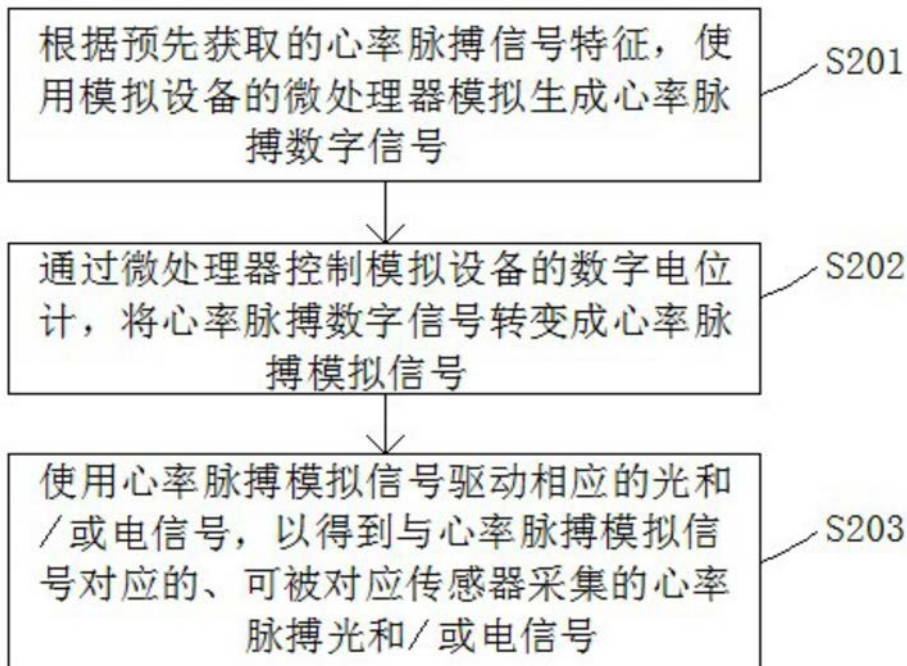 根据预先获取的心率脉搏信号特征，使
用模拟设备的微处理器模拟生成心率脉
搏数字信号
S201
通过微处理器控制模拟设备的数字电位
计，将心率脉搏数字信号转变成心率脉
搏模拟信号
S202
使用心率脉搏模拟信号驱动相应的光和
/或电信号，以得到与心率脉搏模拟信
号对应的、可被对应传感器采集的心率
脉搏光和/或电信号
S203